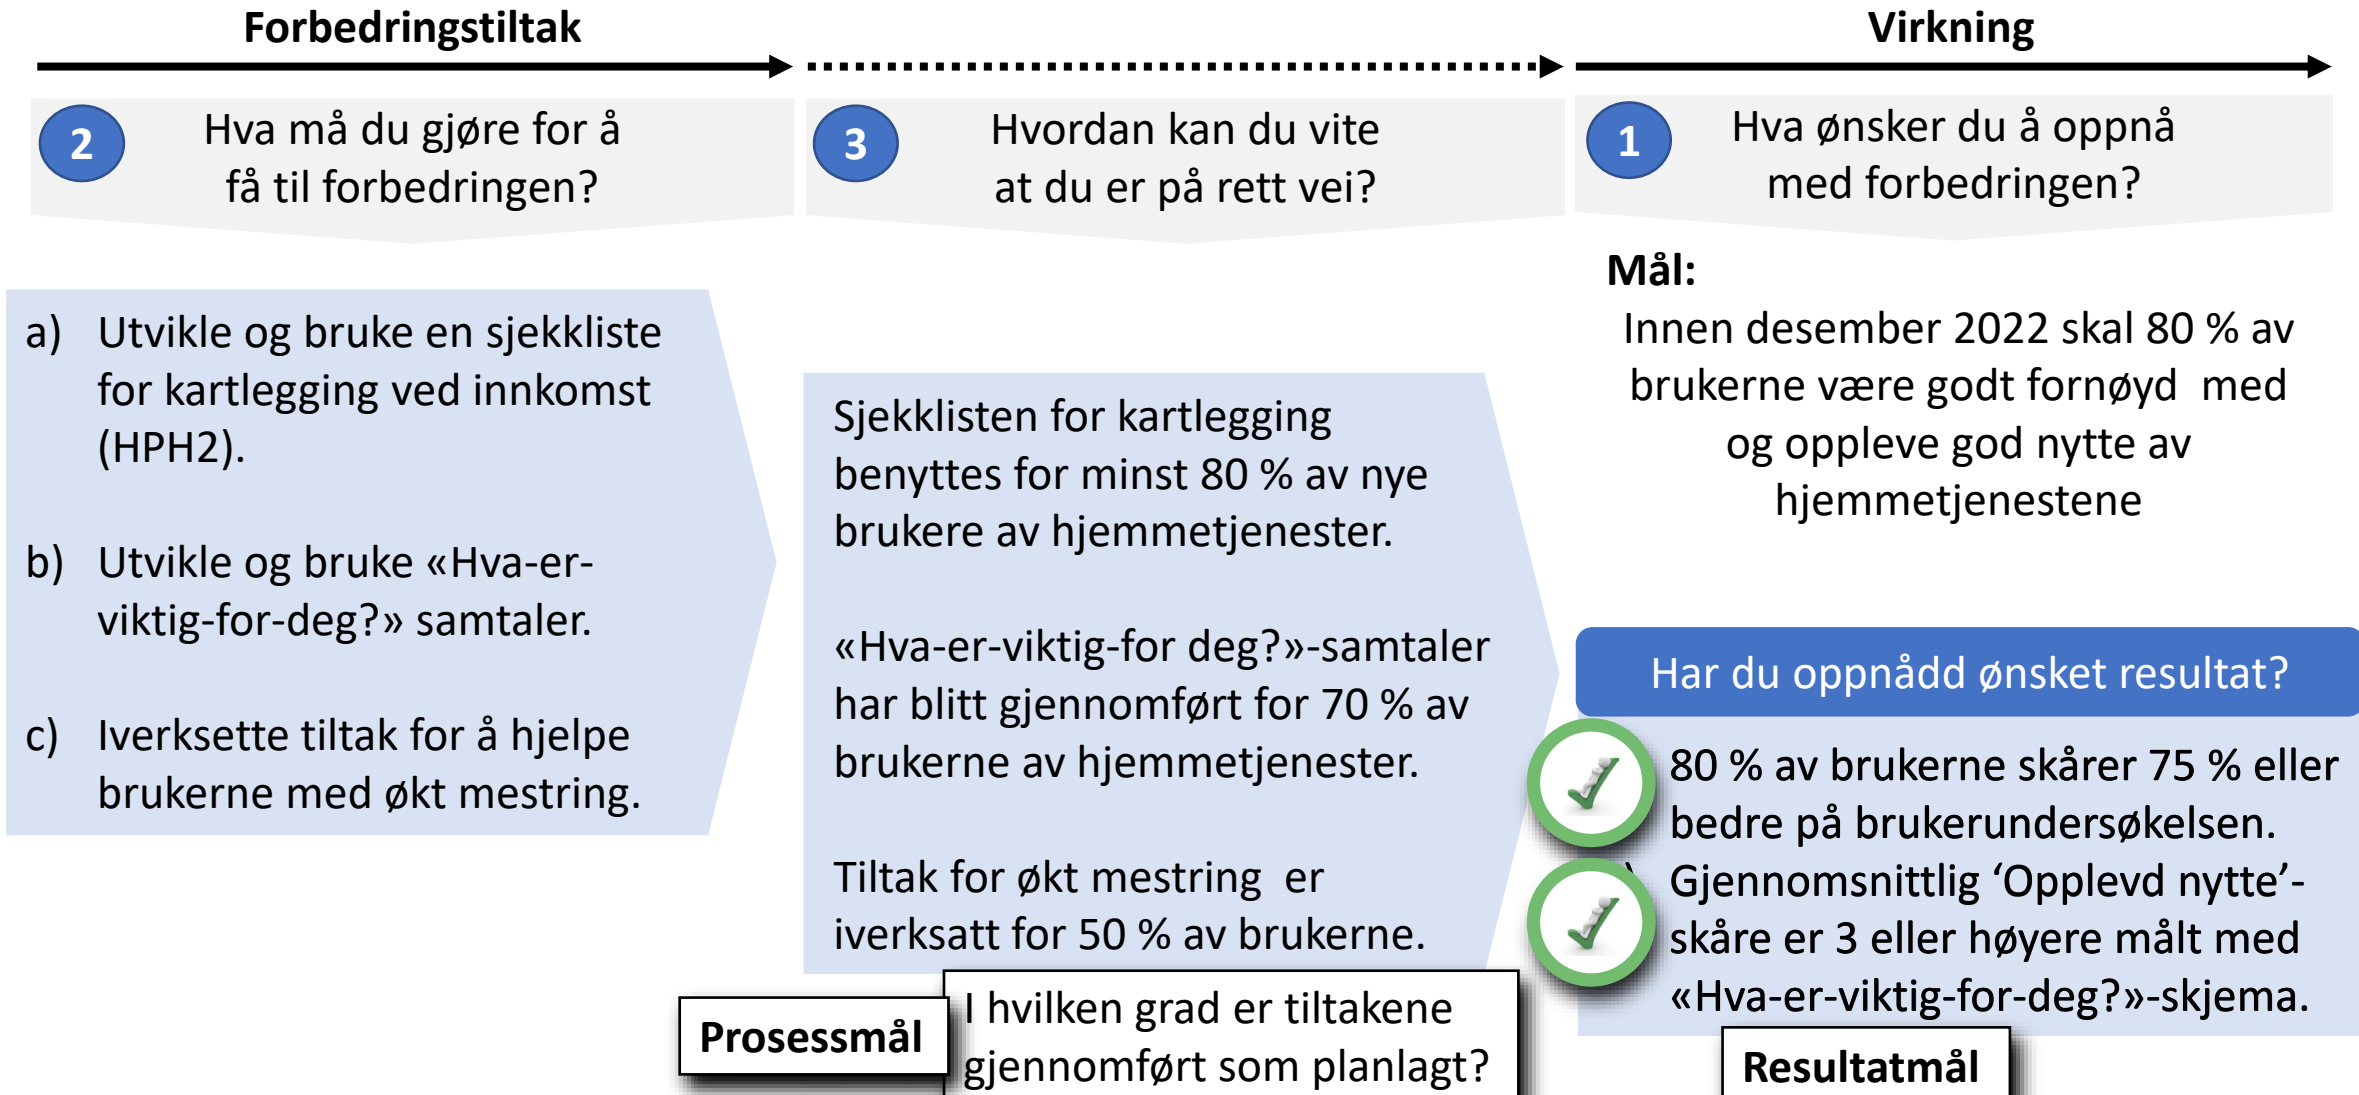 Forbedringstiltak
Virkning
2
Hva må du gjøre for å
få til forbedringen?
3
Hvordan kan du vite
at du er på rett vei?
1
Hva ønsker du å oppnå
med forbedringen?
a) Utvikle og bruke en sjekkliste
for kartlegging ved innkomst
(HPH2).
b) Utvikle og bruke «Hva-er-
viktig-for-deg?» samtaler.
c) Iverksette tiltak for å hjelpe
brukerne med økt mestring.
Sjekklisten for kartlegging
benyttes for minst 80 % av nye
brukere av hjemmetjenester.
«Hva-er-viktig-for deg?»-samtaler
har blitt gjennomført for 70 % av
brukerne av hjemmetjenester.
Tiltak for økt mestring er
iverksatt for 50 % av brukerne.
Prosessmål
I hvilken grad er tiltakene
gjennomført som planlagt?
Mål:
Innen desember 2022 skal 80 % av
brukerne være godt fornøyd med
og oppleve god nytte av
hjemmetjenestene
Har du oppnådd ønsket resultat?
80 % av brukerne skårer 75 % eller
bedre på brukerundersøkelsen.
Gjennomsnittlig ‘Opplevd nytte’-
skåre er 3 eller høyere målt med
«Hva-er-viktig-for-deg?»-skjema.
Resultatmål